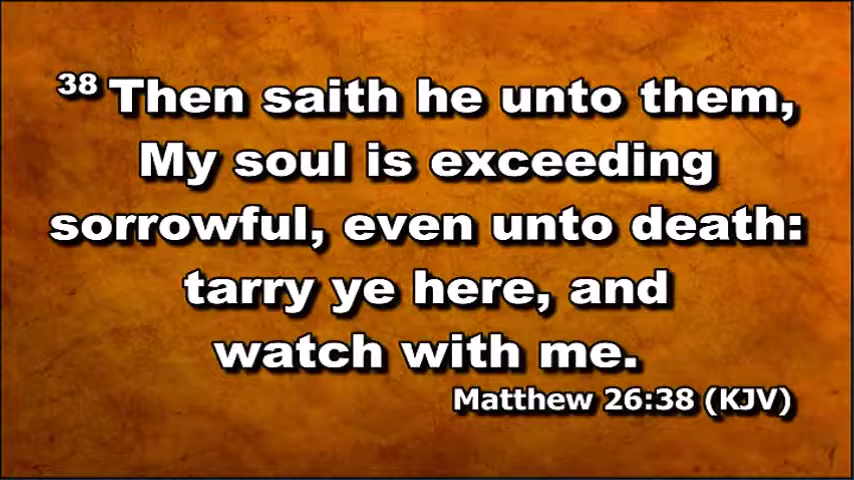 38 Then saith he unto them,
My soul is exceeding
sorrowful, even unto death:
tarry ye here, and
watch with me.
Matthew 26:38 (KJV)